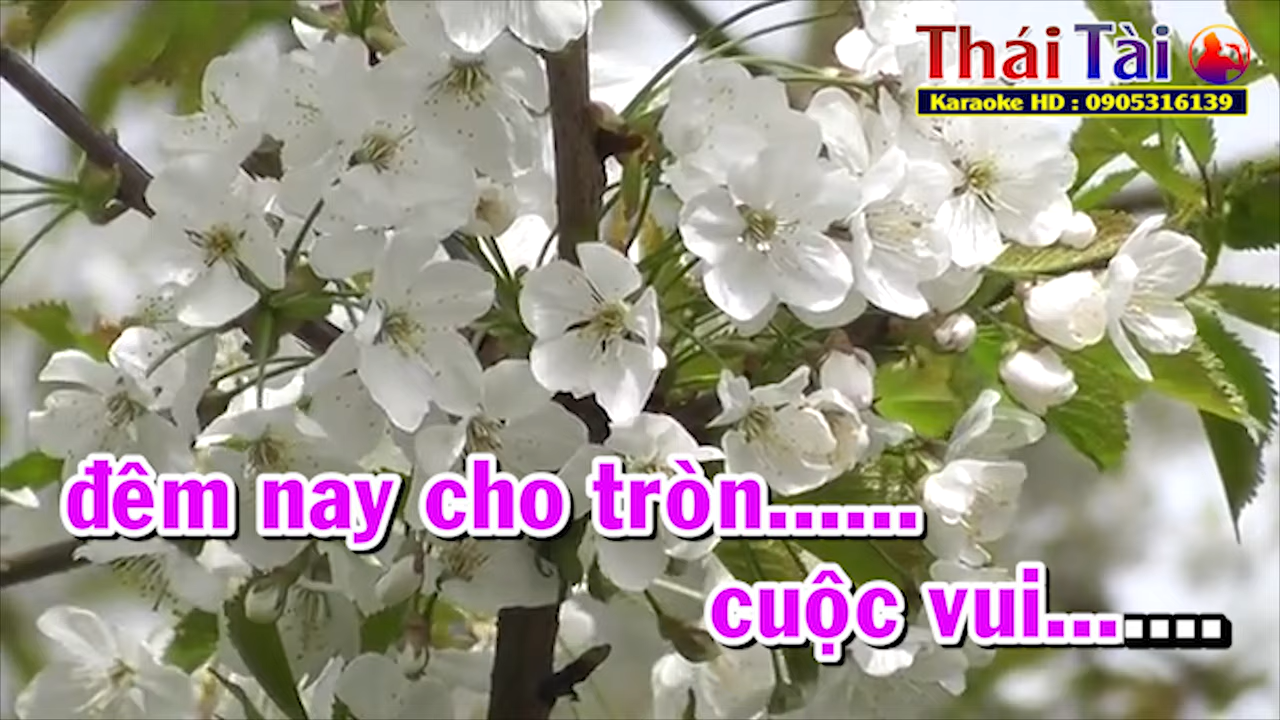 Thái Tài
Karaoke HD : 0905316139
đêm nay cho tròn......
cuộc vui.......